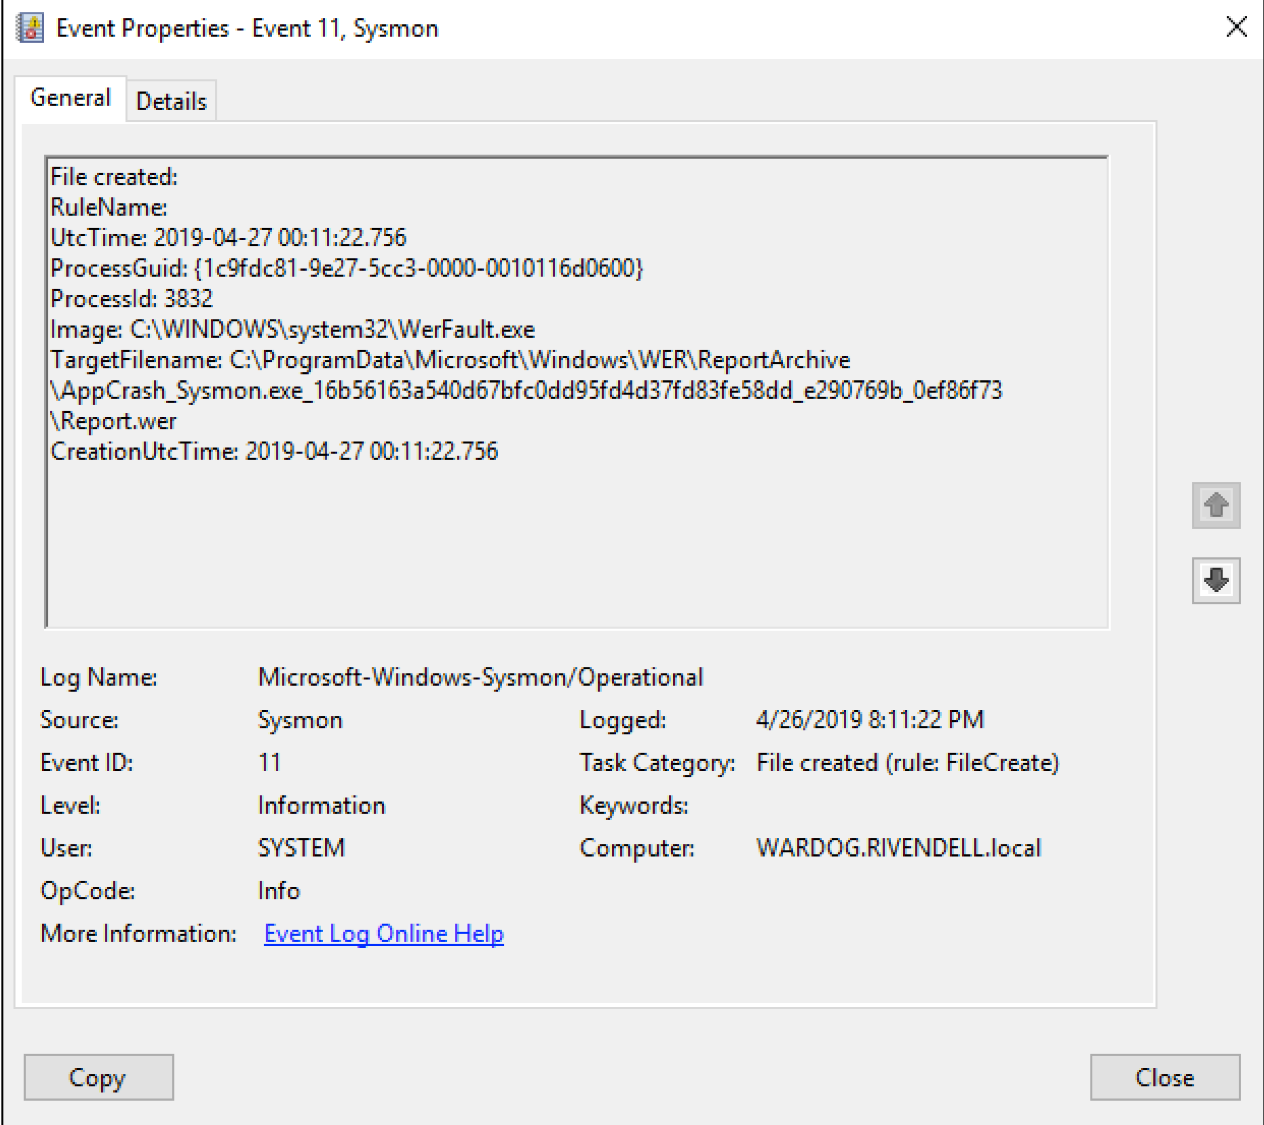 Event Properties - Event 11, Sysmon
General
Details
File created:
RuleName:
UtcTime: 2019-04-27 00:11:22.756
ProcessGuid: {1c9fdc81-9e27-5cc3-0000-0010116d0600}
ProcessId: 3832
Image: C:\WINDOWS\system32\WerFault.exe
TargetFilename: C:\ProgramData\Microsoft\Windows\WER\ReportArchive
\AppCrash_Sysmon.exe_16b56163a540d67bfc0dd95fd4d37fd83fe58dd_e290769b_0ef86f73
\Report.wer
CreationUtcTime: 2019-04-27 00:11:22.756
Log Name: Microsoft-Windows-Sysmon/Operational
Source: Sysmon Logged: 4/26/2019 8:11:22 PM
Event ID: 11 Task Category: File created (rule: FileCreate)
Level: Information Keywords:
User: SYSTEM Computer: WARDOG.RIVENDELL.local
OpCode: Info
More Information: Event Log Online Help
Copy
Close